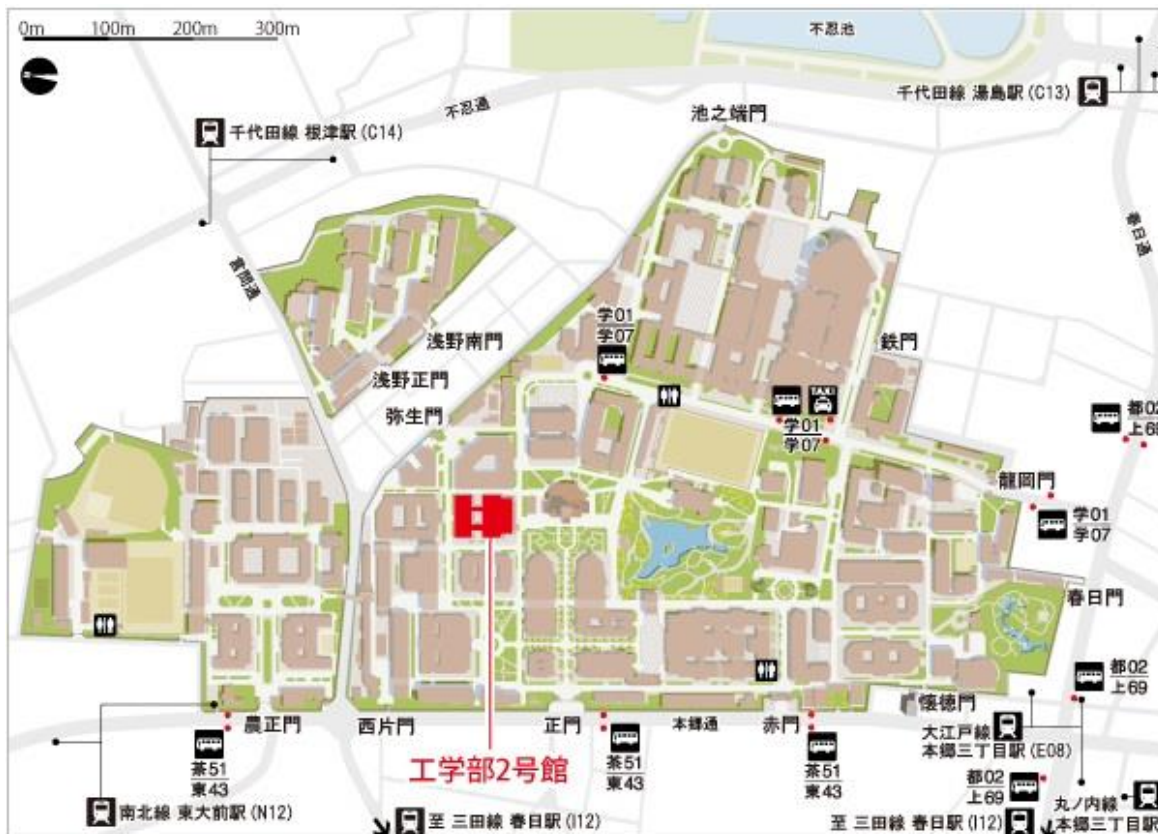 0m 100m 200m 300m
不忍池
千代田線 湯島駅 (C13)
不忍通
池之端門
千代田線 根津駅 (C14)
春日通
言問通
学01
学07
浅野南門
鉄門
浅野正門
TAXI
弥生門
学01
学07
都02
上69
龍岡門
学01
学07
春日門
都02
上69
懐徳門
農正門
西片門
正門
本郷通
赤門
大江戸線
本郷三丁目駅 (E08)
工学部2号館
茶51
東43
茶51
東43
茶51
東43
都02
上69
丸ノ内線
本郷三丁目駅
南北線 東大前駅 (N12)
至 三田線 春日駅 (I12)
至 三田線 春日駅 (I12)